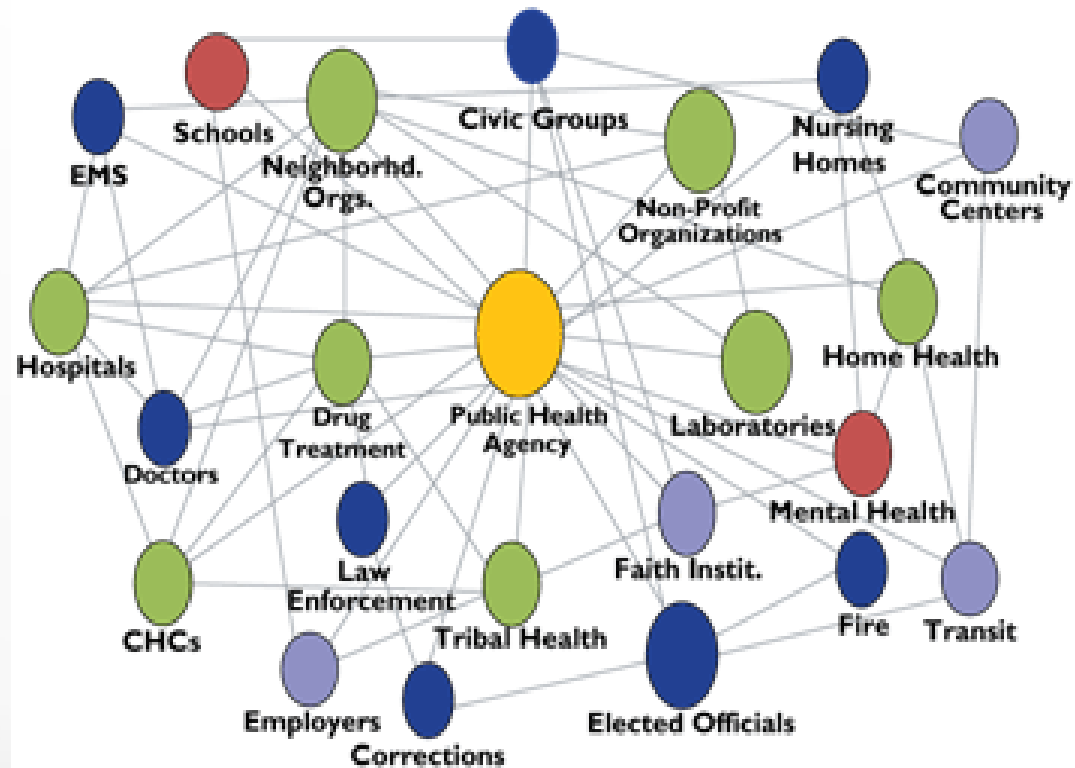 Schools
EMS
Neighborhd.
Orgs.
Civic Groups
Nursing
Homes
Community
Centers
Non-Profit
Organizations
Hospitals
Drug
Treatment
Public Health
Agency
Laboratories
Home Health
Doctors
Mental Health
Law
Enforcement
Faith Instit.
CHCs
Tribal Health
Fire
Transit
Employers
Corrections
Elected Officials